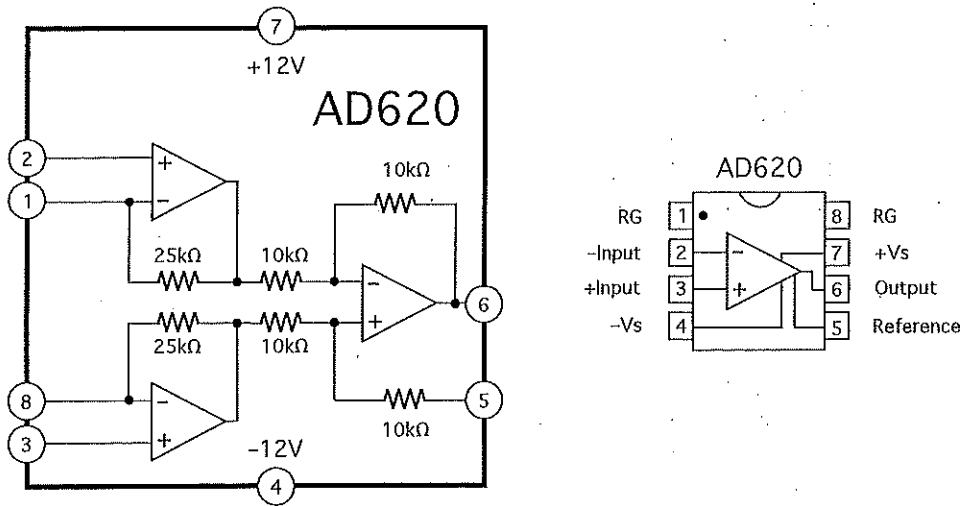 7
+12V
AD620
2
1
+
−
10kΩ
25kΩ
10kΩ
−
+
6
25kΩ
10kΩ
8
3
−
+
10kΩ
5
−12V
4
AD620
RG 1 8 RG
−Input 2 − 7 +Vs
+Input 3 + 6 Output
−Vs 4 5 Reference